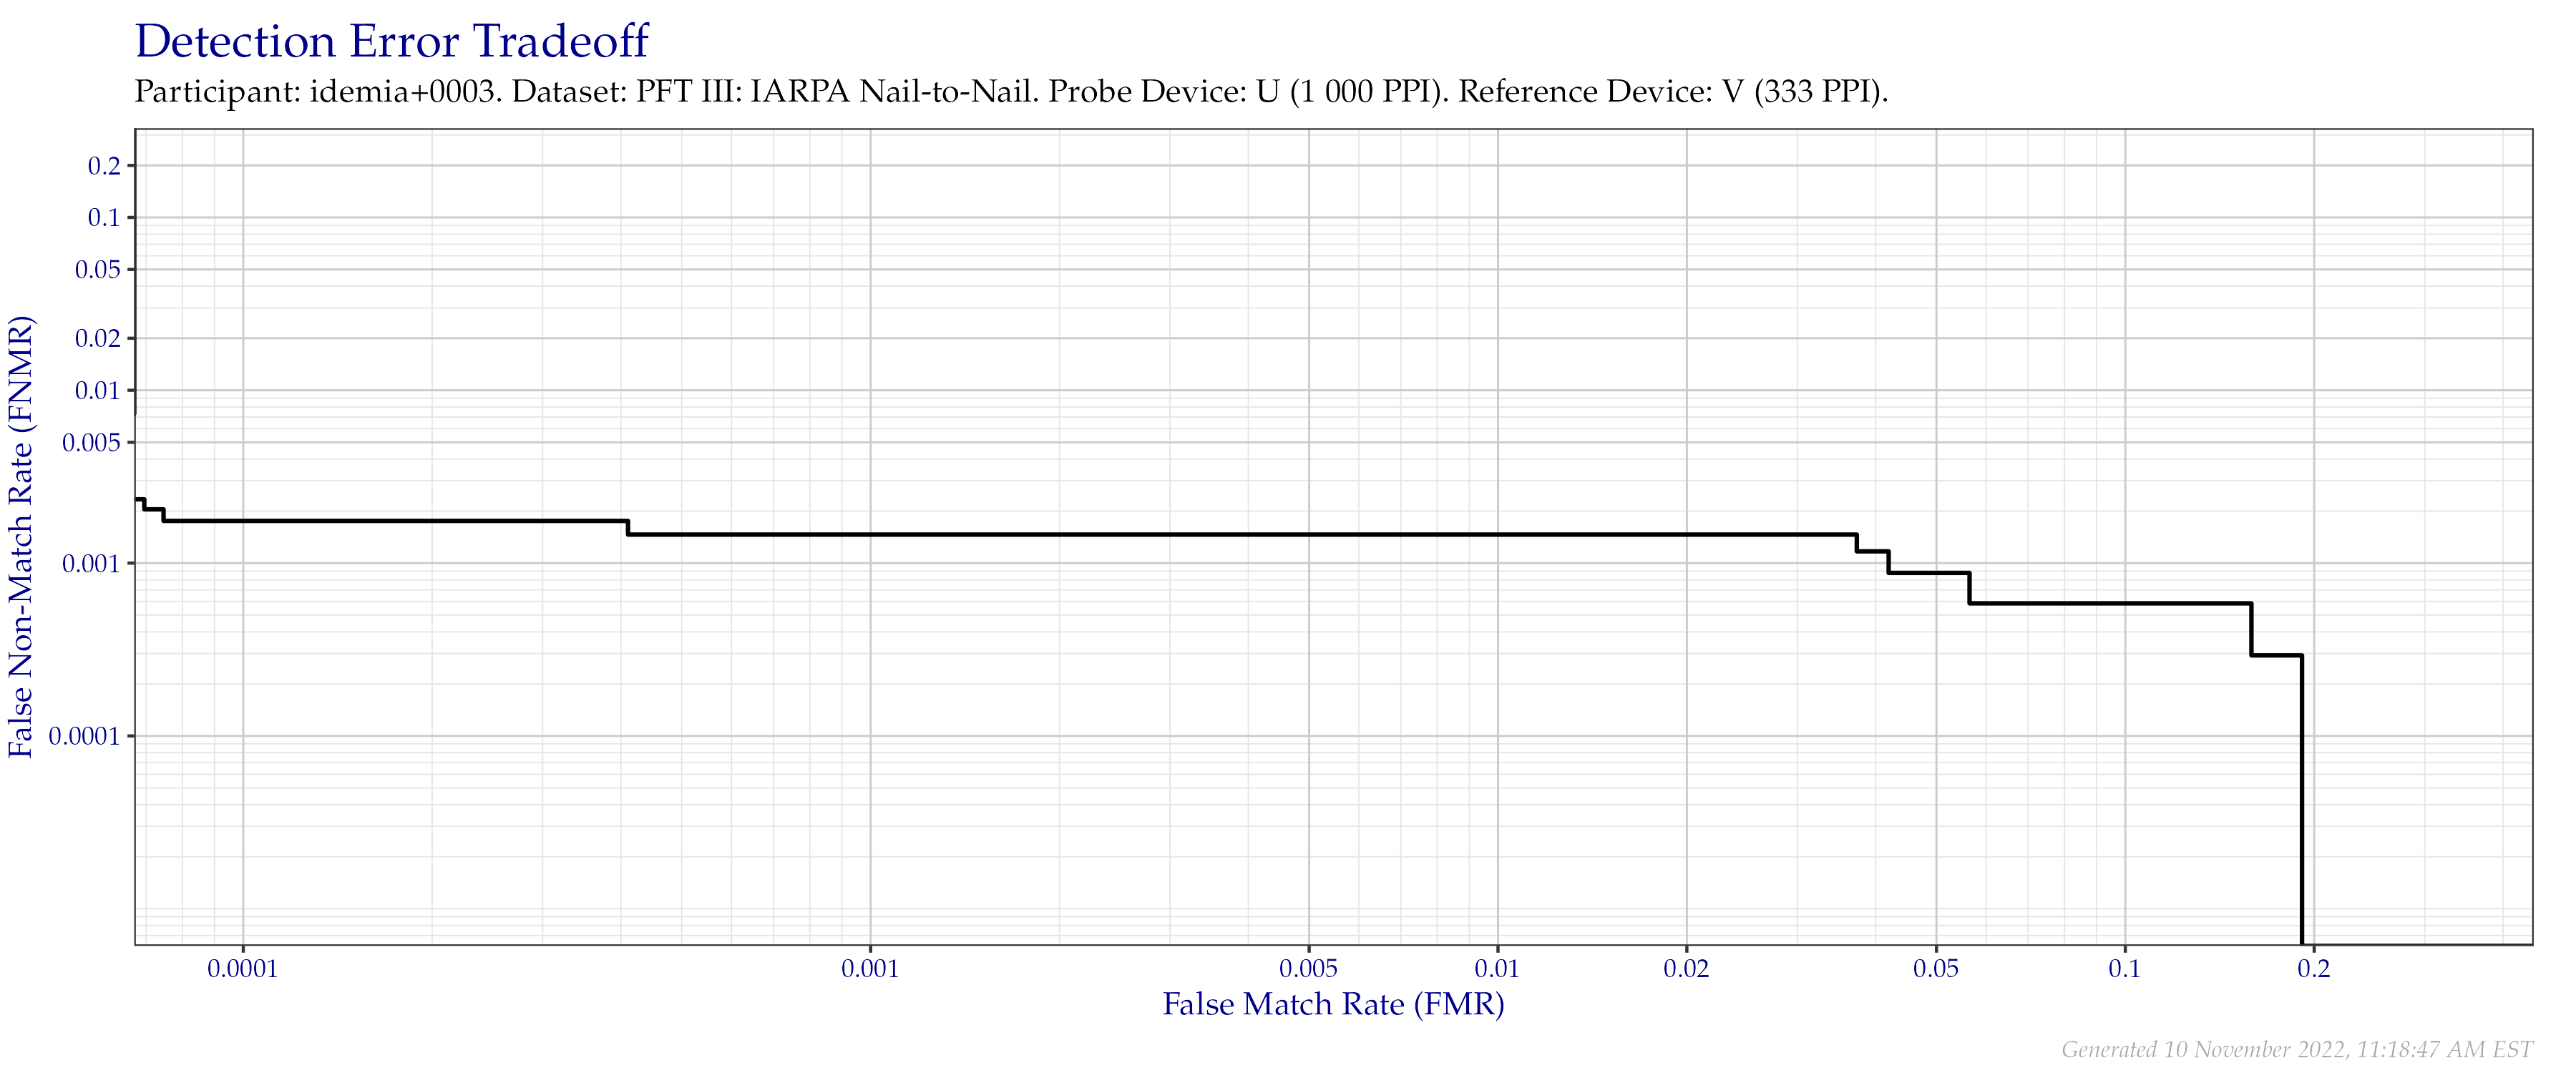 Detection Error Tradeoff
Participant: idemia+0003. Dataset: PFT III: IARPA Nail-to-Nail. Probe Device: U (1 000 PPI). Reference Device: V (333 PPI).
False Non-Match Rate (FNMR)
0.2
0.1
0.05
0.02
0.01
0.005
0.001
0.0001
0.0001 0.001 0.005 0.01 0.02 0.05 0.1 0.2
False Match Rate (FMR)
Generated 10 November 2022, 11:18:47 AM EST